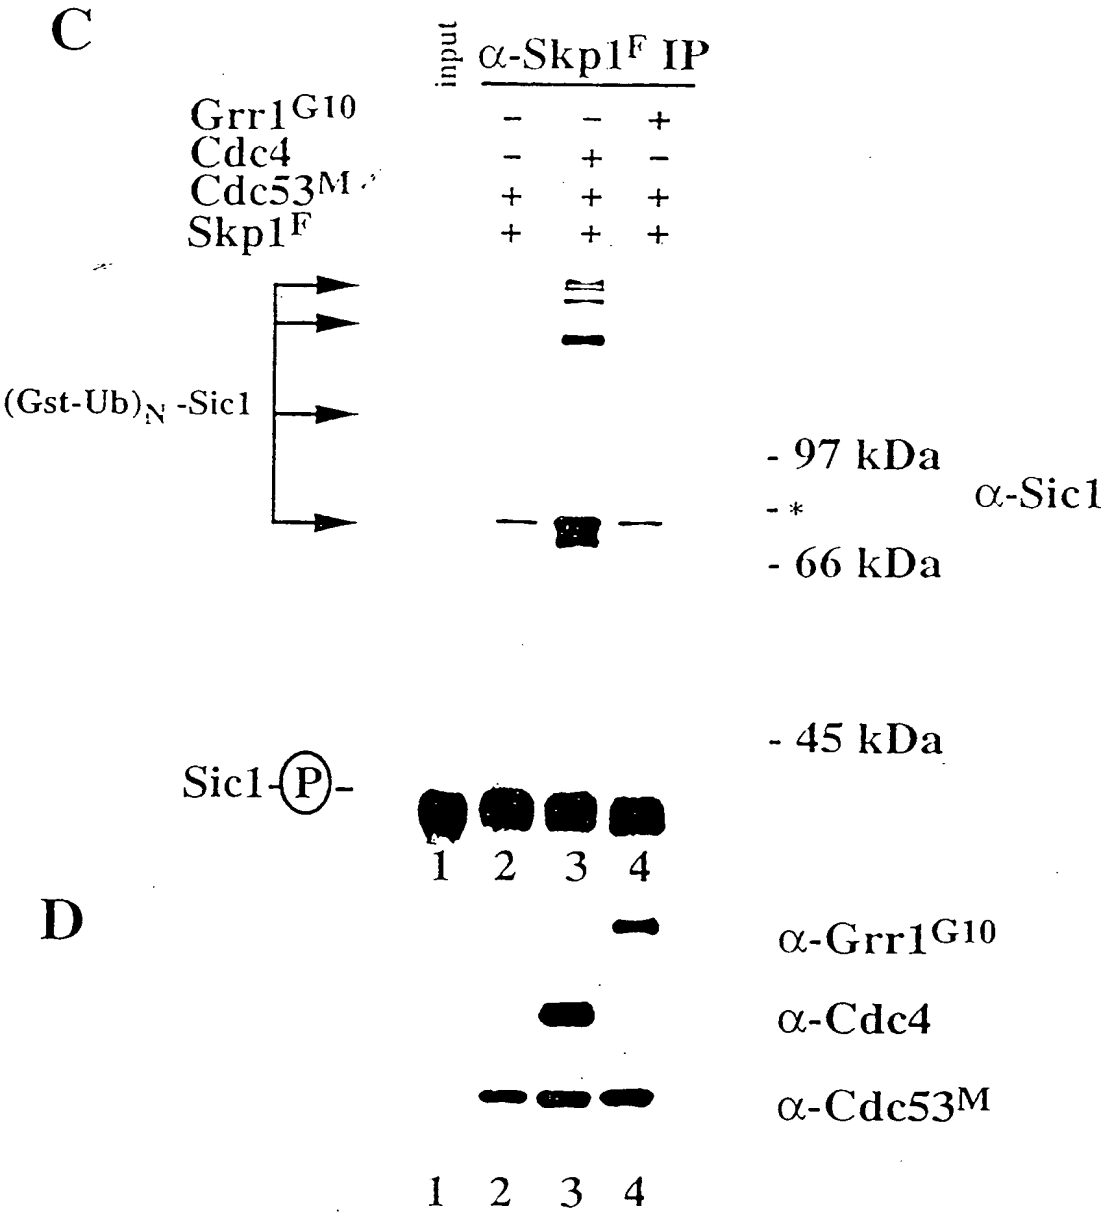 C
input
α-Skp1F IP
Grr1G10 - - +
Cdc4 - + -
Cdc53M + + +
Skp1F + + +
(Gst-Ub)N -Sic1
- 97 kDa
α-Sic1
- *
- 66 kDa
- 45 kDa
Sic1-P-
1 2 3 4
D
α-Grr1G10
α-Cdc4
α-Cdc53M
1 2 3 4